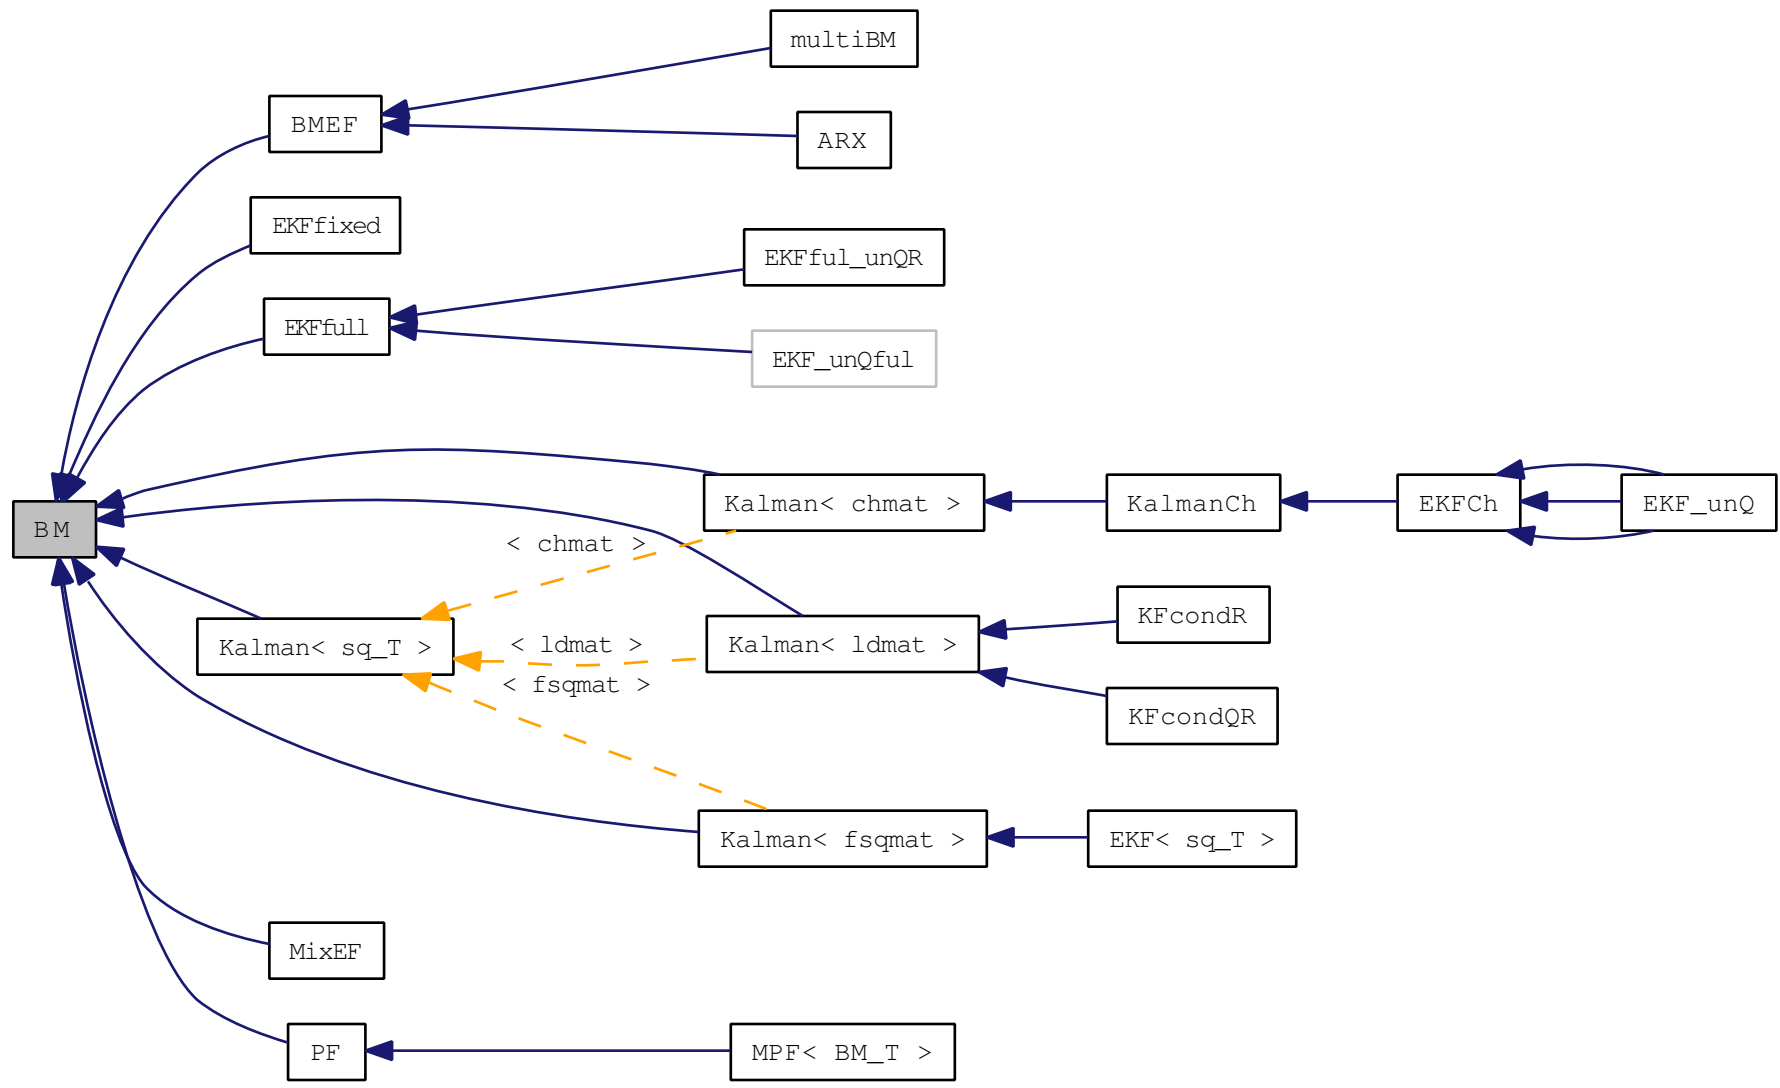 multiBM
BMEF
ARX
EKFfixed
EKFful_unQR
EKFfull
EKF_unQful
BM
Kalman< chmat >
KalmanCh
EKFCh
EKF_unQ
< chmat >
Kalman< sq_T >
< ldmat >
Kalman< ldmat >
KFcondR
< fsqmat >
KFcondQR
Kalman< fsqmat >
EKF< sq_T >
MixEF
PF
MPF< BM_T >